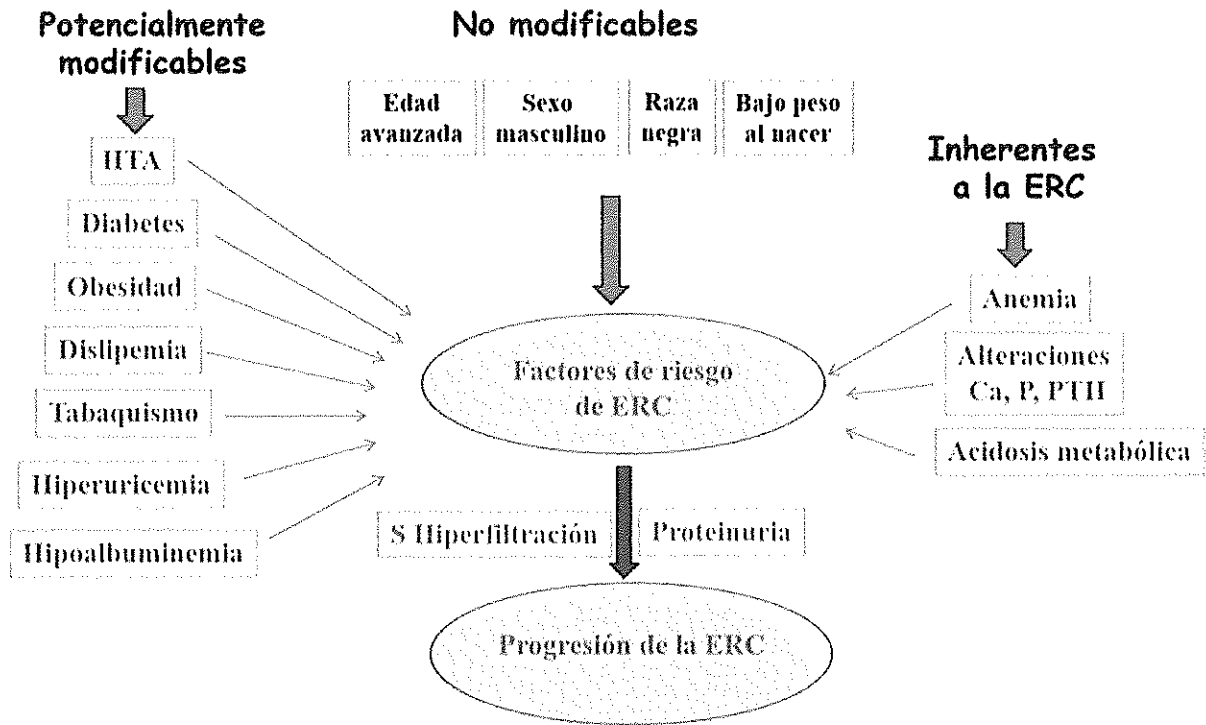 Potencialmente
modificables
HTA
Diabetes
Obesidad
Dislipemia
Tabaquismo
Hiperuricemia
Hipoalbuminemia
No modificables
Edad
avanzada
Sexo
masculino
Raza
negra
Bajo peso
al nacer
Inherentes
a la ERC
Anemia
Alteraciones
Ca, P, PTH
Acidosis metabólica
Factores de riesgo
de ERC
S Hiperfiltración
Proteinuria
Progresión de la ERC